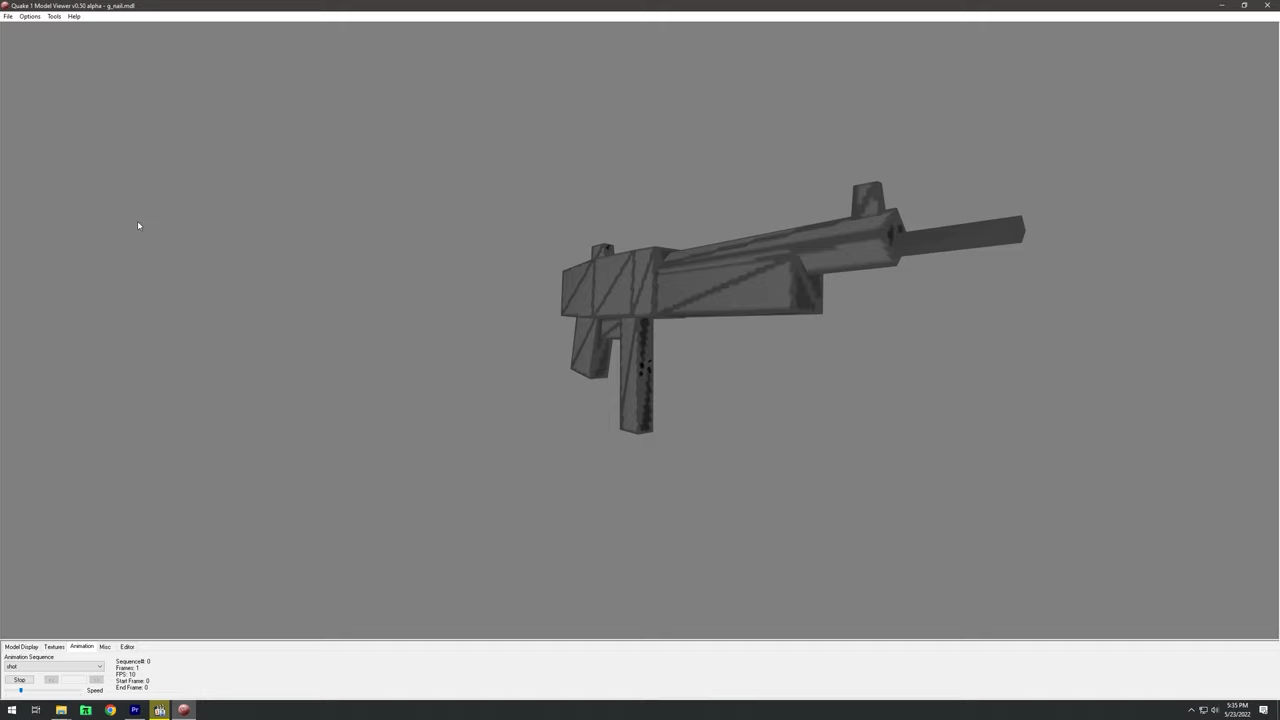 Quake 1 Model Viewer v0.50 alpha - g_nail.mdl
File Options Tools Help
Model Display Textures Animation Misc Editor
Animation Sequence
shot
Stop
<< >>
Speed
Sequence#: 0
Frames: 1
FPS: 10
Start Frame: 0
End Frame: 0
Pr
5:35 PM
5/23/2022